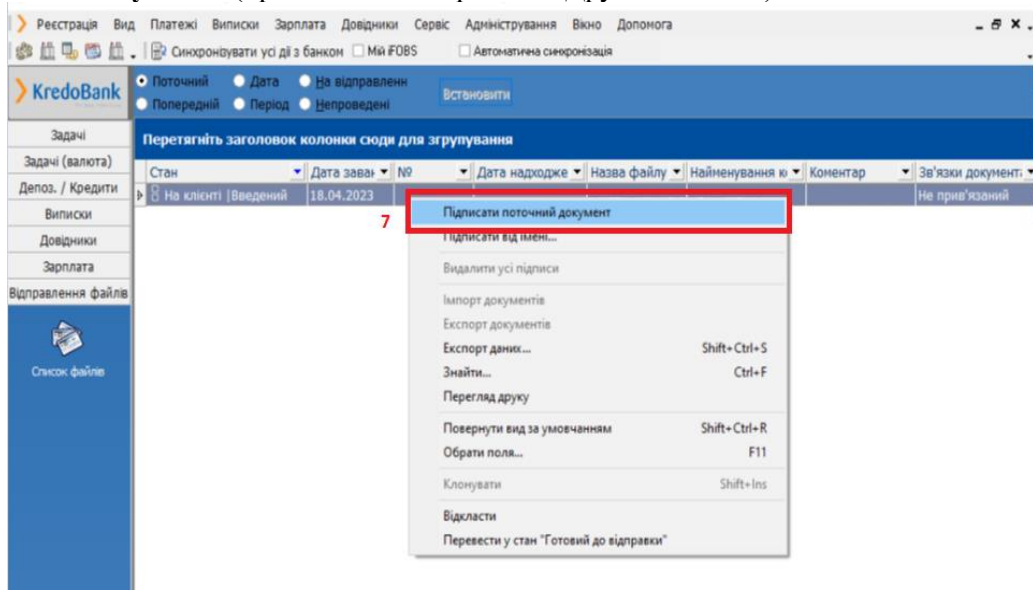 Реєстрація Вид Платежі Виписки Зарплата Довідники Сервіс Адміністрування Вікно Допомога
Синхронізувати усі дії з банком Мій iFOBS Автоматична синхронізація
KredoBank
Поточний Дата На відправленн
Попередній Період Непроведені
Встановити
Задачі
Задачі (валюта)
Депоз. / Кредити
Виписки
Довідники
Зарплата
Відправлення файлів
Список файлів
Перетягніть заголовок колонки сюди для згрупування
Стан Дата заван № Дата надходже Назва файлу Найменування ю Коментар Зв'язки документ
На клієнті |Введений 18.04.2023 Не прив'язаний
7
Підписати поточний документ
Підписати від імені...
Видалити усі підписи
Імпорт документів
Експорт документів
Експорт даних... Shift+Ctrl+S
Знайти... Ctrl+F
Перегляд друку
Повернути вид за умовчанням Shift+Ctrl+R
Обрати поля... F11
Клонувати Shift+Ins
Відкласти
Перевести у стан "Готовий до відправки"